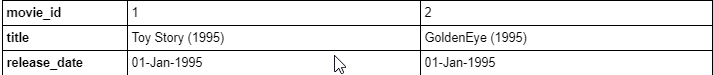 movie_id 1 2
title Toy Story (1995) GoldenEye (1995)
release_date 01-Jan-1995 01-Jan-1995